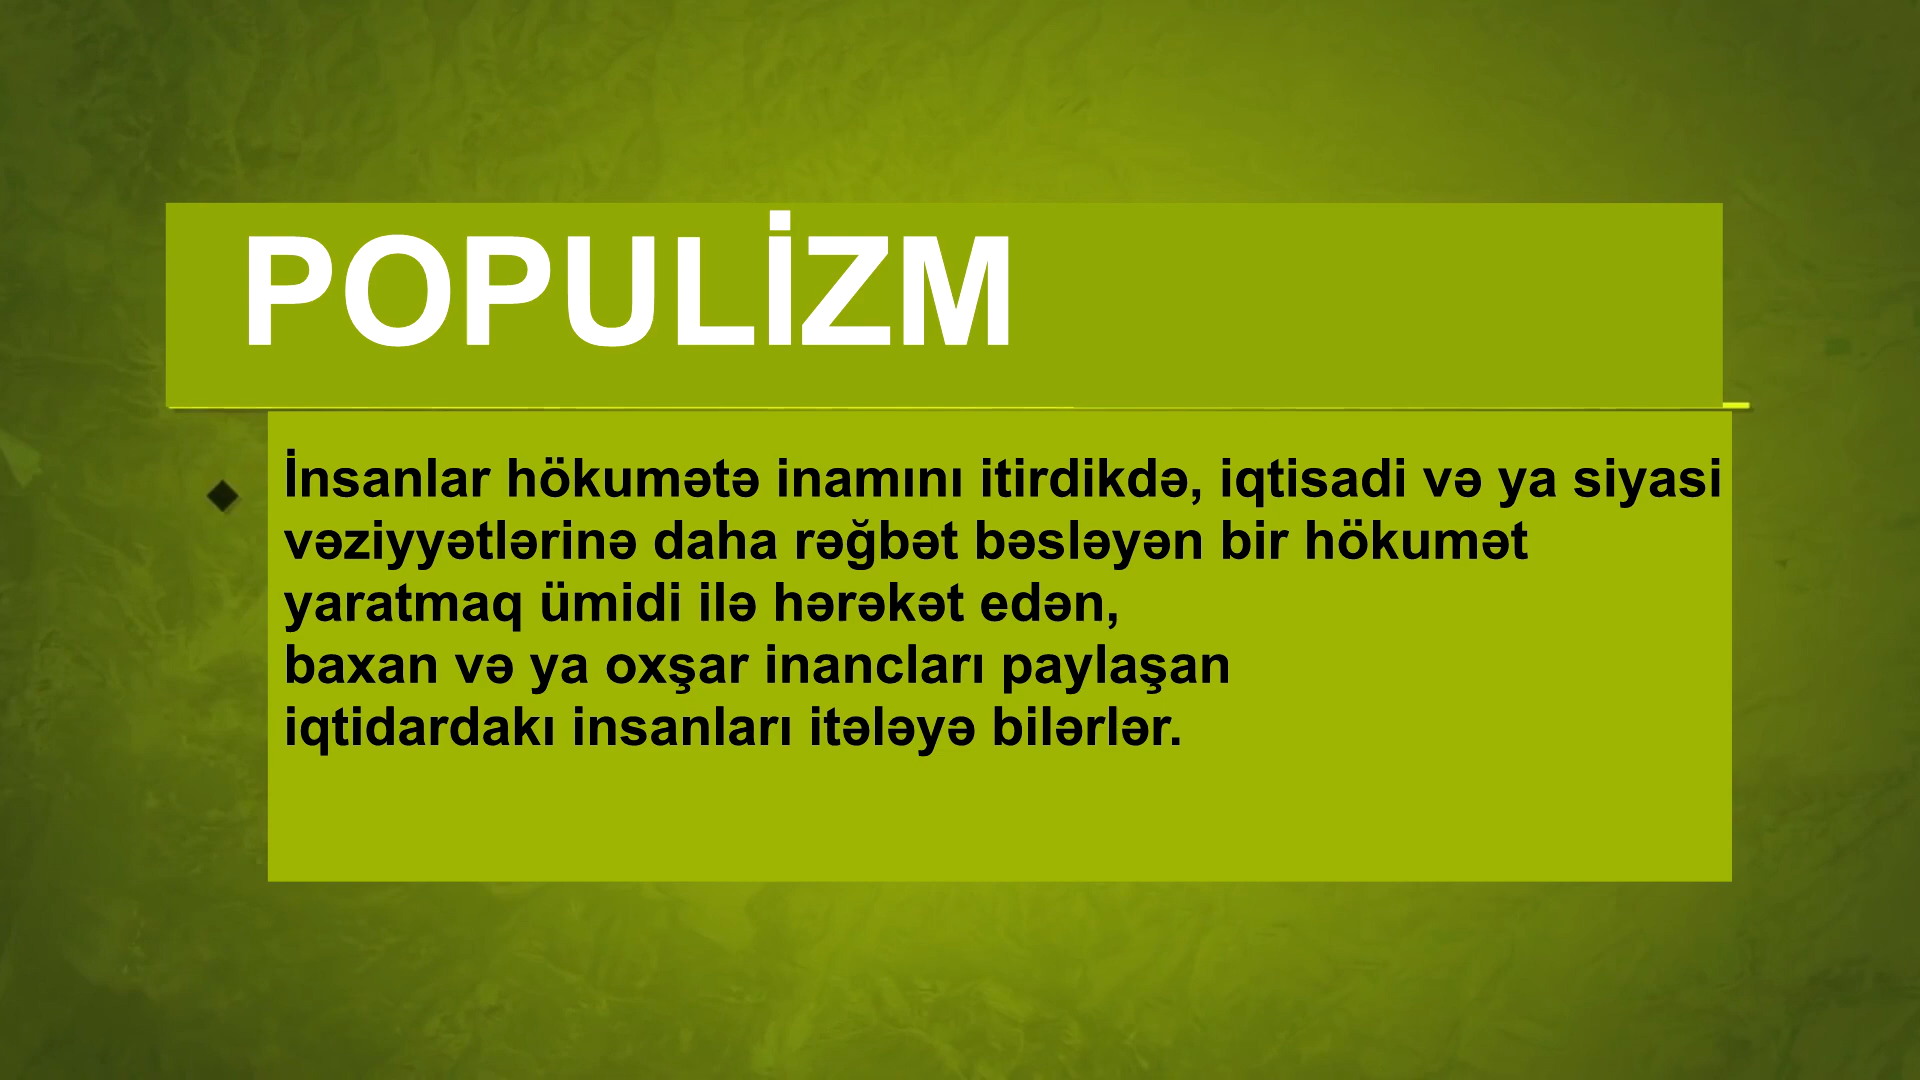 POPULİZM
İnsanlar hökumətə inamını itirdikdə, iqtisadi və ya siyasi
vəziyyətlərinə daha rəğbət bəsləyən bir hökumət
yaratmaq ümidi ilə hərəkət edən,
baxan və ya oxşar inancları paylaşan
iqtidardakı insanları itələyə bilərlər.